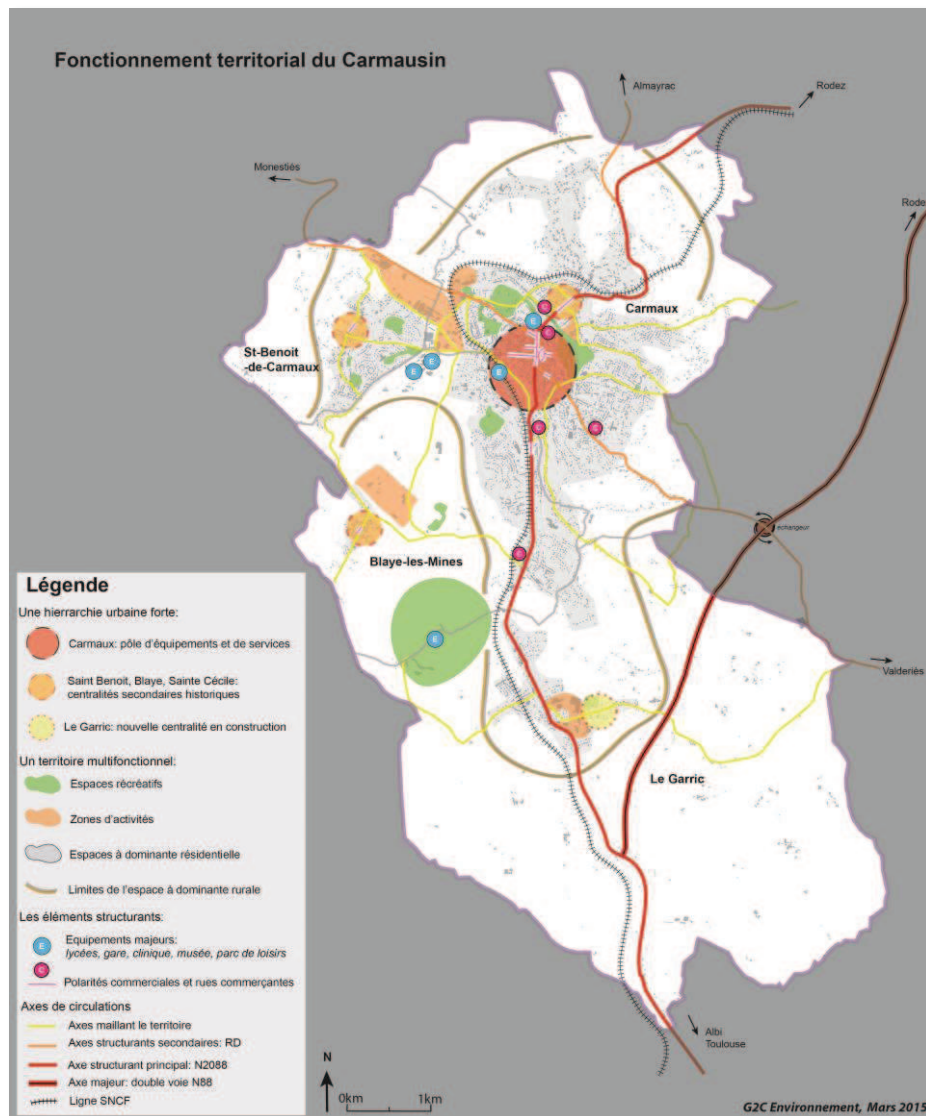 Fonctionnement territorial du Carmausin
Almayrac
Rodez
Monestiés
Rode
Carmaux
St-Benoit
-de-Carmaux
E
E
E
E
C
C
C
C
échangeur
C
Blaye-les-Mines
E
Valderiès
Le Garric
Albi
Toulouse
Légende
Une hierrarchie urbaine forte:
Carmaux: pôle d'équipements et de services
Saint Benoit, Blaye, Sainte Cécile:
centralités secondaires historiques
Le Garric: nouvelle centralité en construction
Un territoire multifonctionnel:
Espaces récréatifs
Zones d'activités
Espaces à dominante résidentielle
Limites de l'espace à dominante rurale
Les éléments structurants:
E
Equipements majeurs:
lycées, gare, clinique, musée, parc de loisirs
C
Polarités commerciales et rues commerçantes
Axes de circulations
Axes maillant le territoire
Axes structurants secondaires: RD
Axe structurant principal: N2088
Axe majeur: double voie N88
Ligne SNCF
N
0km 1km
G2C Environnement, Mars 2015